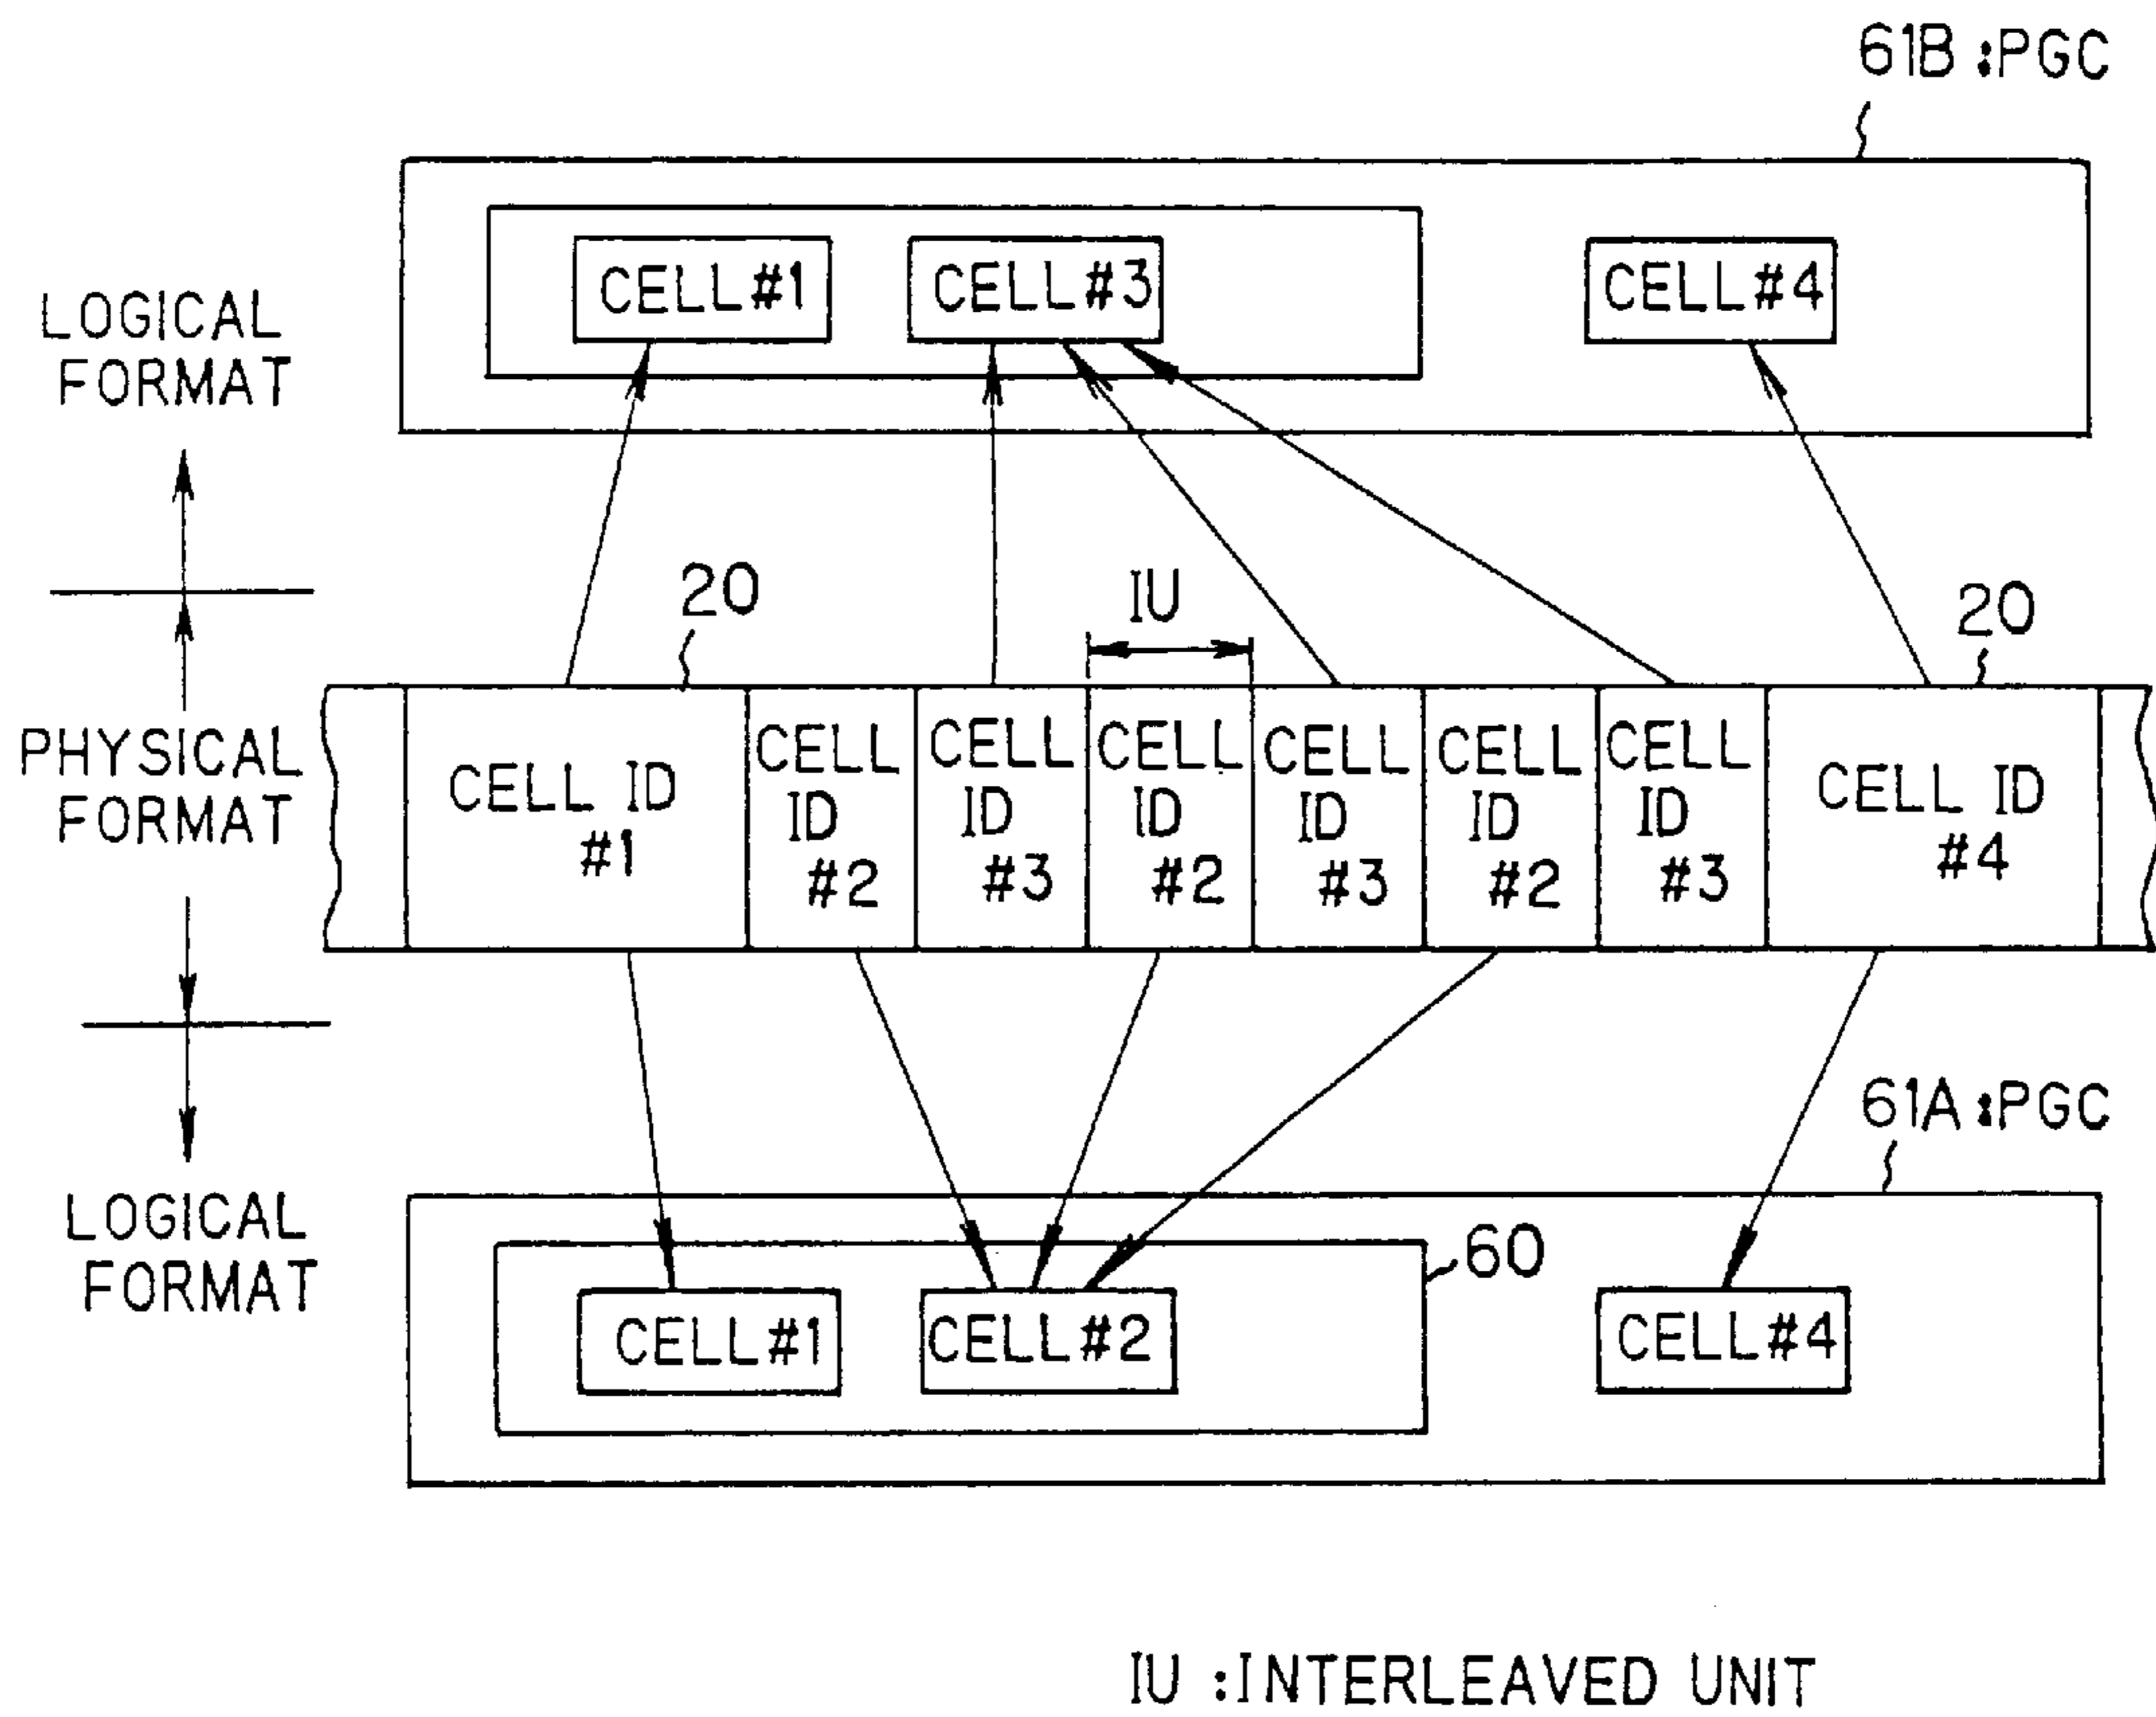 61B :PGC
CELL#1
CELL#3
CELL#4
LOGICAL
FORMAT
20
IU
20
PHYSICAL
FORMAT
CELL ID
#1
CELL
ID
#2
CELL
ID
#3
CELL
ID
#2
CELL
ID
#3
CELL
ID
#2
CELL
ID
#3
CELL ID
#4
61A :PGC
LOGICAL
FORMAT
60
CELL#1
CELL#2
CELL#4
IU :INTERLEAVED UNIT